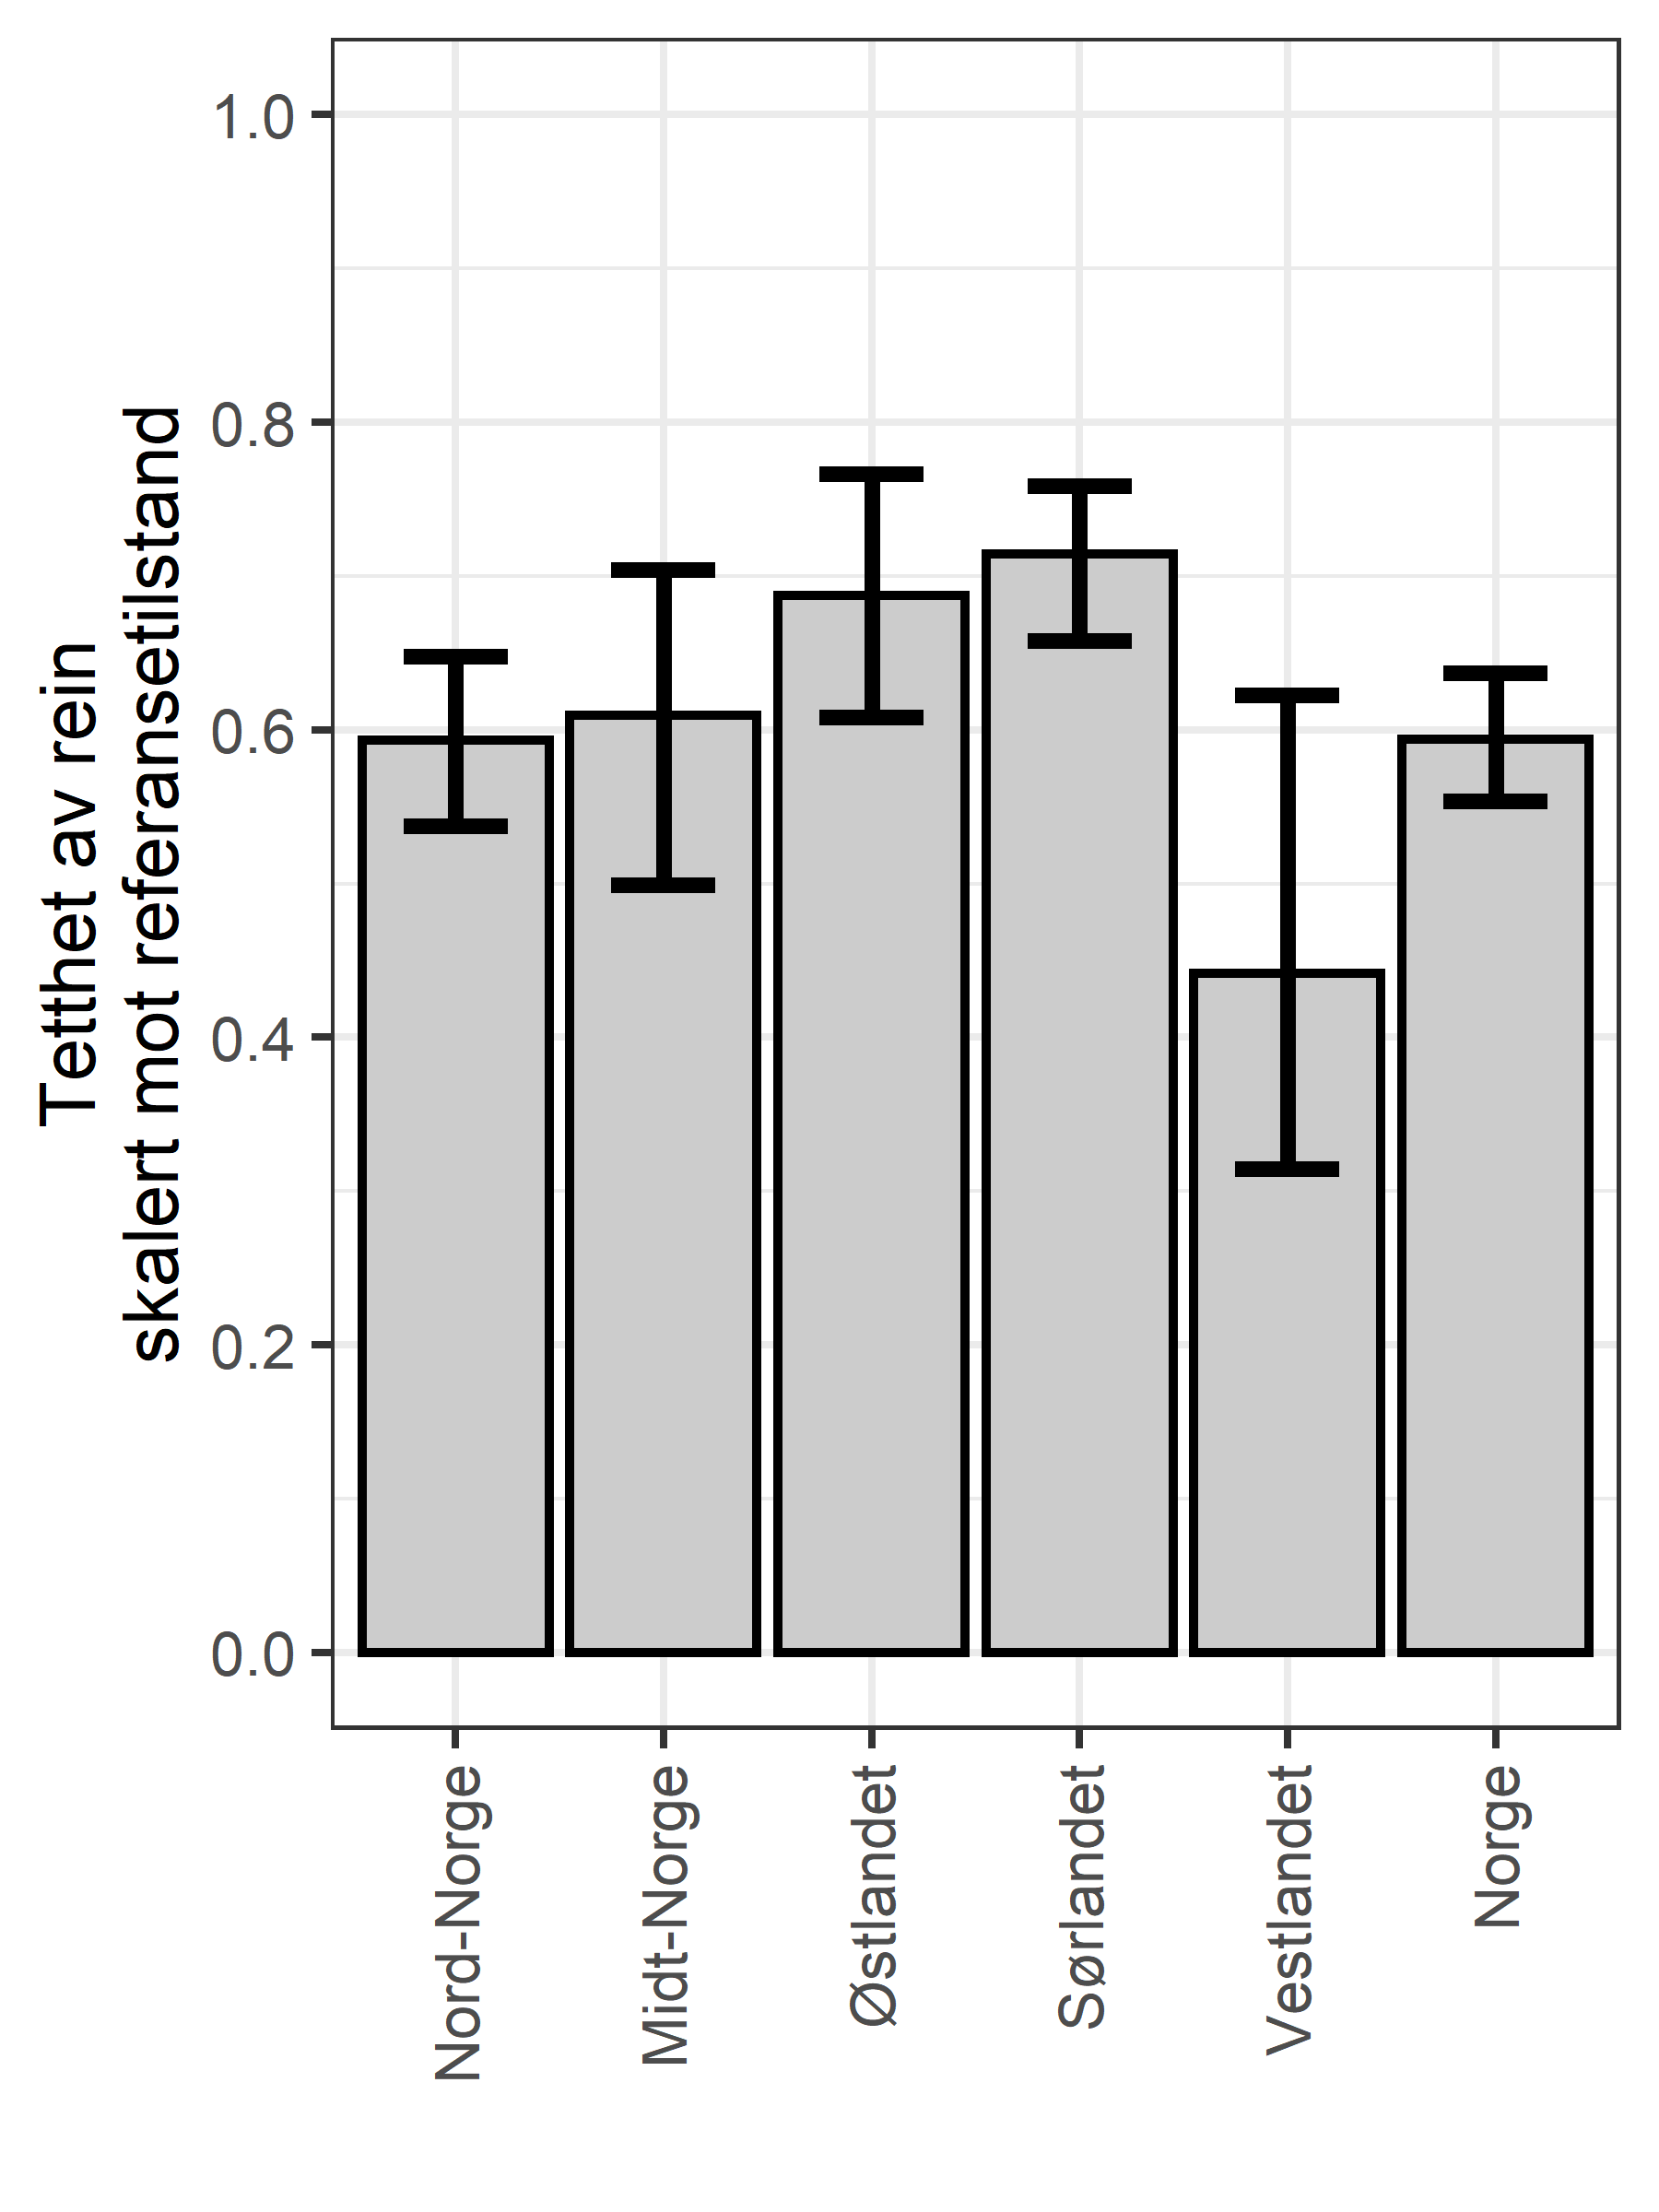 Tetthet av rein
skalert mot referansetilstand
1.0
0.8
0.6
0.4
0.2
0.0
Nord-Norge
Midt-Norge
Østlandet
Sørlandet
Vestlandet
Norge